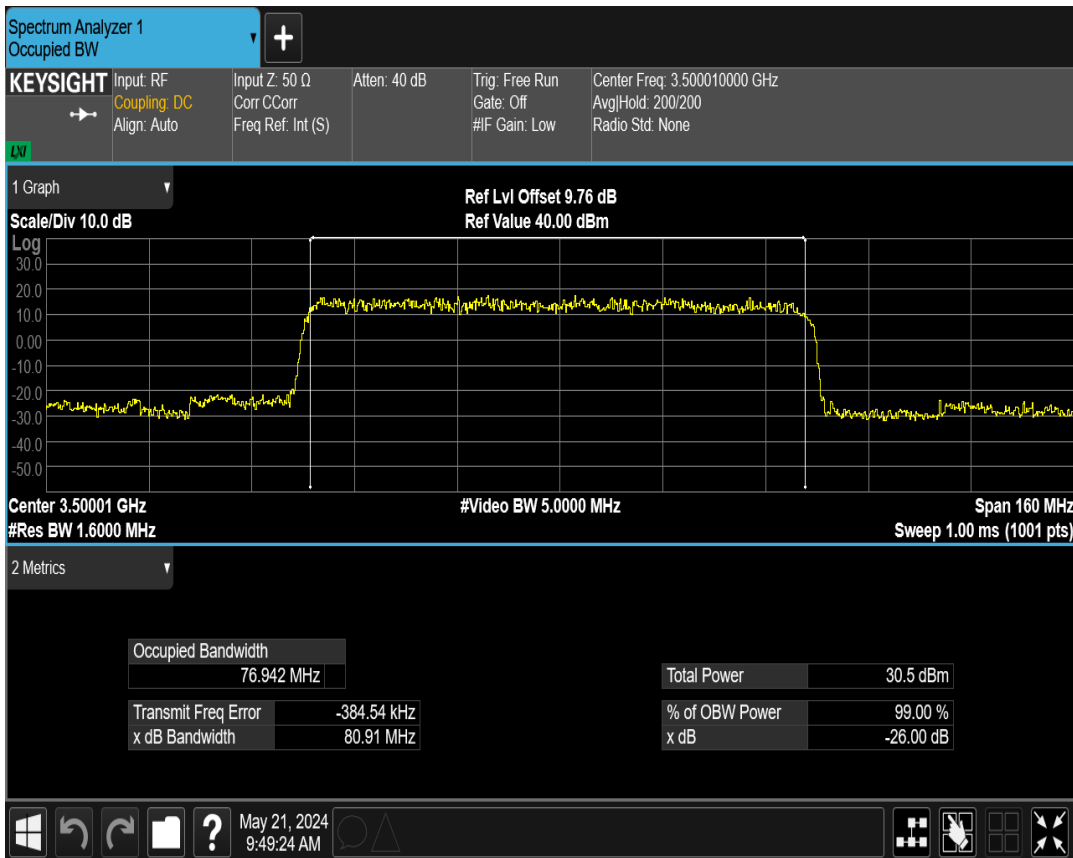 Spectrum Analyzer 1
Occupied BW
KEYSIGHT
LXI
Input: RF
Coupling: DC
Align: Auto
Input Z: 50 Ω
Corr CCorr
Freq Ref: Int (S)
Atten: 40 dB
Trig: Free Run
Gate: Off
#IF Gain: Low
Center Freq: 3.500010000 GHz
Avg|Hold: 200/200
Radio Std: None
1 Graph
Ref Lvl Offset 9.76 dB
Scale/Div 10.0 dB
Ref Value 40.00 dBm
Log
30.0
20.0
10.0
0.00
-10.0
-20.0
-30.0
-40.0
-50.0
Center 3.50001 GHz
#Video BW 5.0000 MHz
Span 160 MHz
#Res BW 1.6000 MHz
Sweep 1.00 ms (1001 pts)
2 Metrics
Occupied Bandwidth
76.942 MHz
Total Power 30.5 dBm
Transmit Freq Error -384.54 kHz
% of OBW Power 99.00 %
x dB Bandwidth 80.91 MHz
x dB -26.00 dB
?
May 21, 2024
9:49:24 AM